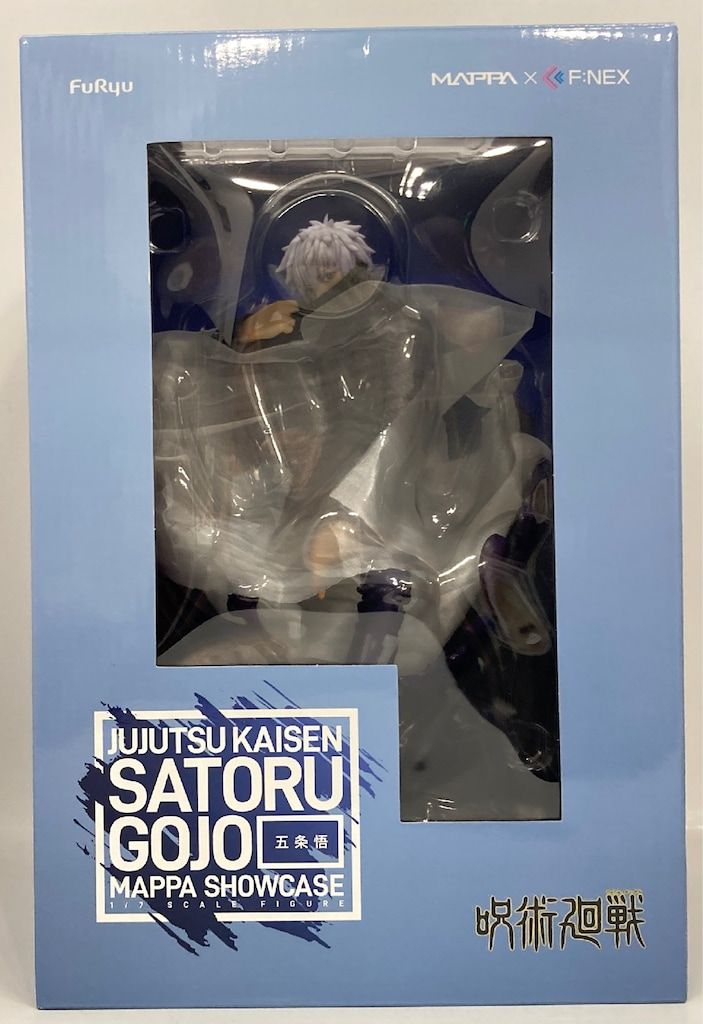 FuRyu
MAPPA × F:NEX
JUJUTSU KAISEN
SATORU
GOJO 五条悟
MAPPA SHOWCASE
1/7 SCALE FIGURE
呪術廻戦